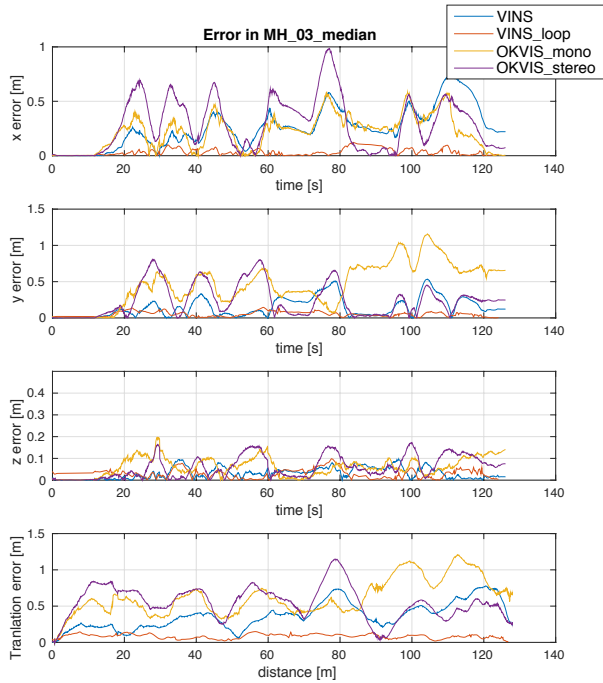 Error in MH_03_median
VINS
VINS_loop
OKVIS_mono
OKVIS_stereo
1
0.5
0
x error [m]
0 20 40 60 80 100 120 140
time [s]
1.5
1
0.5
0
y error [m]
0 20 40 60 80 100 120 140
time [s]
0.4
0.3
0.2
0.1
0
z error [m]
0 20 40 60 80 100 120 140
time [s]
1.5
1
0.5
0
Tranlation error [m]
0 20 40 60 80 100 120 140
distance [m]